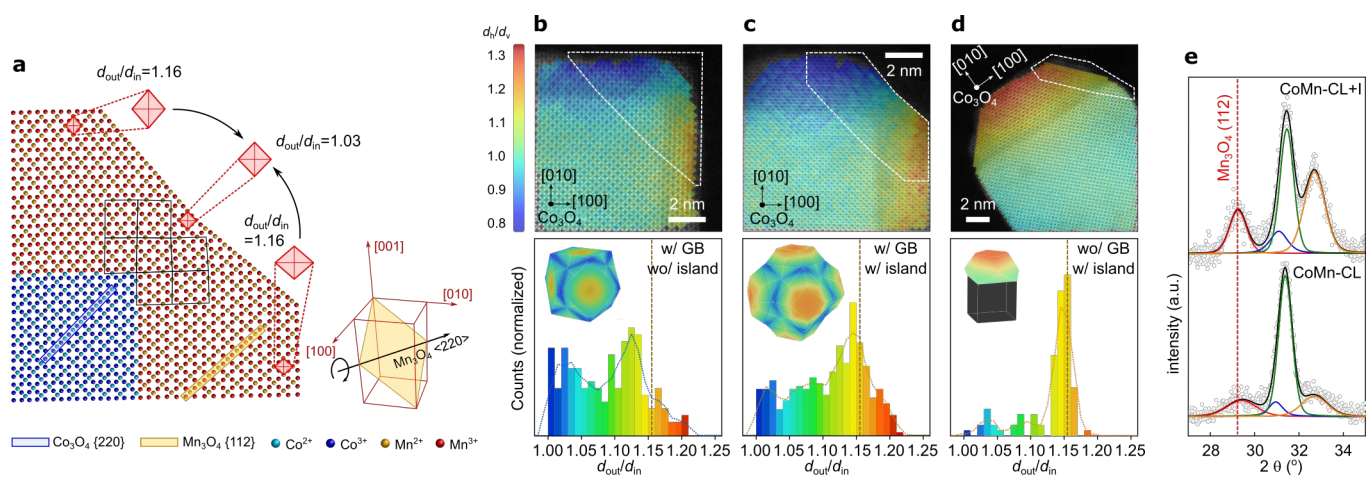 a
d_out/d_in=1.16
d_out/d_in=1.03
d_out/d_in=
1.16
[001]
[010]
[100]
Mn3O4 <220>
Co3O4 {220}
Mn3O4 {112}
Co2+
Co3+
Mn2+
Mn3+
d_h/d_v
1.3
1.2
1.1
1.0
0.9
0.8
b
[010]
[100]
Co3O4
2 nm
w/ GB
wo/ island
Counts (normalized)
1.00 1.05 1.10 1.15 1.20 1.25
d_out/d_in
c
2 nm
[010]
[100]
Co3O4
w/ GB
w/ island
1.00 1.05 1.10 1.15 1.20 1.25
d_out/d_in
d
[010]
[100]
Co3O4
2 nm
wo/ GB
w/ island
1.00 1.05 1.10 1.15 1.20 1.25
d_out/d_in
e
CoMn-CL+I
Mn3O4 (112)
CoMn-CL
intensity (a.u.)
28 30 32 34
2 θ (º)